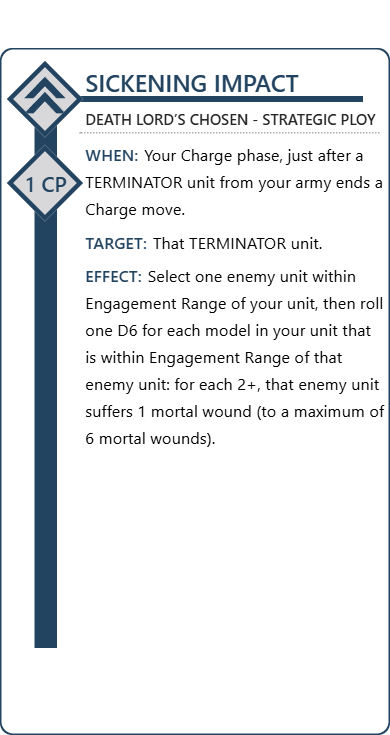 SICKENING IMPACT
DEATH LORD'S CHOSEN - STRATEGIC PLOY
WHEN: Your Charge phase, just after a
1 CP
TERMINATOR unit from your army ends a
Charge move.
TARGET: That TERMINATOR unit.
EFFECT: Select one enemy unit within
Engagement Range of your unit, then roll
one D6 for each model in your unit that
is within Engagement Range of that
enemy unit: for each 2+, that enemy unit
suffers 1 mortal wound (to a maximum of
6 mortal wounds).